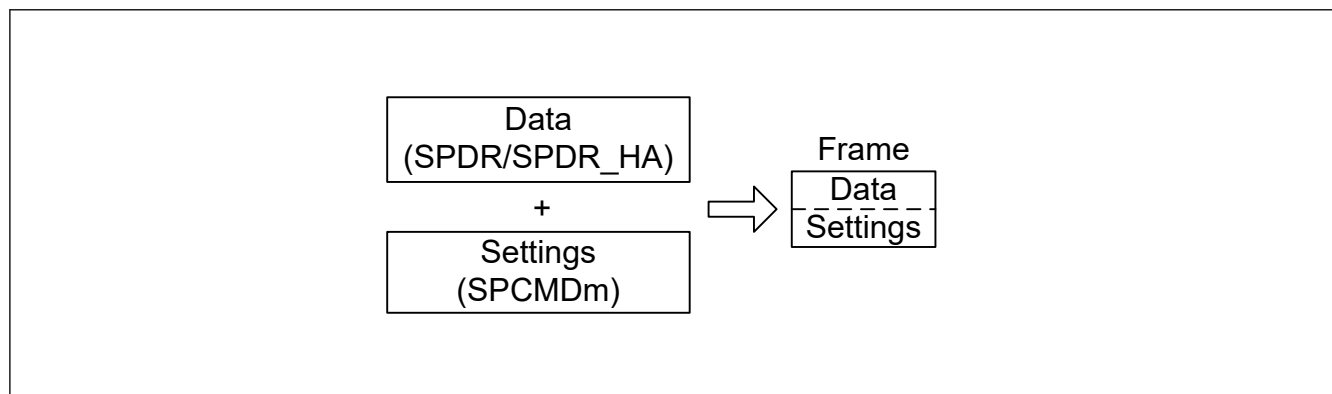 Data
(SPDR/SPDR_HA)
+
Settings
(SPCMDm)
Frame
Data
Settings